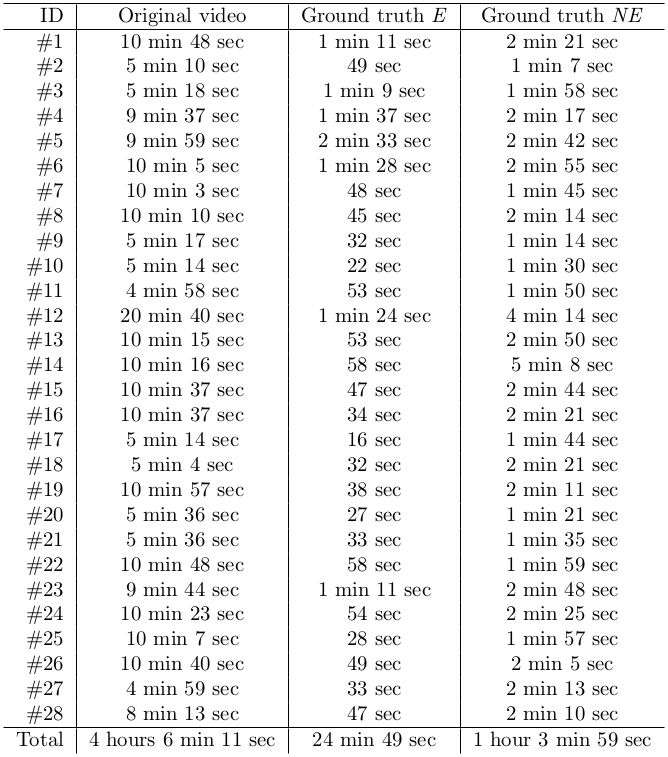 ID Original video Ground truth E Ground truth NE
#1 10 min 48 sec 1 min 11 sec 2 min 21 sec
#2 5 min 10 sec 49 sec 1 min 7 sec
#3 5 min 18 sec 1 min 9 sec 1 min 58 sec
#4 9 min 37 sec 1 min 37 sec 2 min 17 sec
#5 9 min 59 sec 2 min 33 sec 2 min 42 sec
#6 10 min 5 sec 1 min 28 sec 2 min 55 sec
#7 10 min 3 sec 48 sec 1 min 45 sec
#8 10 min 10 sec 45 sec 2 min 14 sec
#9 5 min 17 sec 32 sec 1 min 14 sec
#10 5 min 14 sec 22 sec 1 min 30 sec
#11 4 min 58 sec 53 sec 1 min 50 sec
#12 20 min 40 sec 1 min 24 sec 4 min 14 sec
#13 10 min 15 sec 53 sec 2 min 50 sec
#14 10 min 16 sec 58 sec 5 min 8 sec
#15 10 min 37 sec 47 sec 2 min 44 sec
#16 10 min 37 sec 34 sec 2 min 21 sec
#17 5 min 14 sec 16 sec 1 min 44 sec
#18 5 min 4 sec 32 sec 2 min 21 sec
#19 10 min 57 sec 38 sec 2 min 11 sec
#20 5 min 36 sec 27 sec 1 min 21 sec
#21 5 min 36 sec 33 sec 1 min 35 sec
#22 10 min 48 sec 58 sec 1 min 59 sec
#23 9 min 44 sec 1 min 11 sec 2 min 48 sec
#24 10 min 23 sec 54 sec 2 min 25 sec
#25 10 min 7 sec 28 sec 1 min 57 sec
#26 10 min 40 sec 49 sec 2 min 5 sec
#27 4 min 59 sec 33 sec 2 min 13 sec
#28 8 min 13 sec 47 sec 2 min 10 sec
Total 4 hours 6 min 11 sec 24 min 49 sec 1 hour 3 min 59 sec